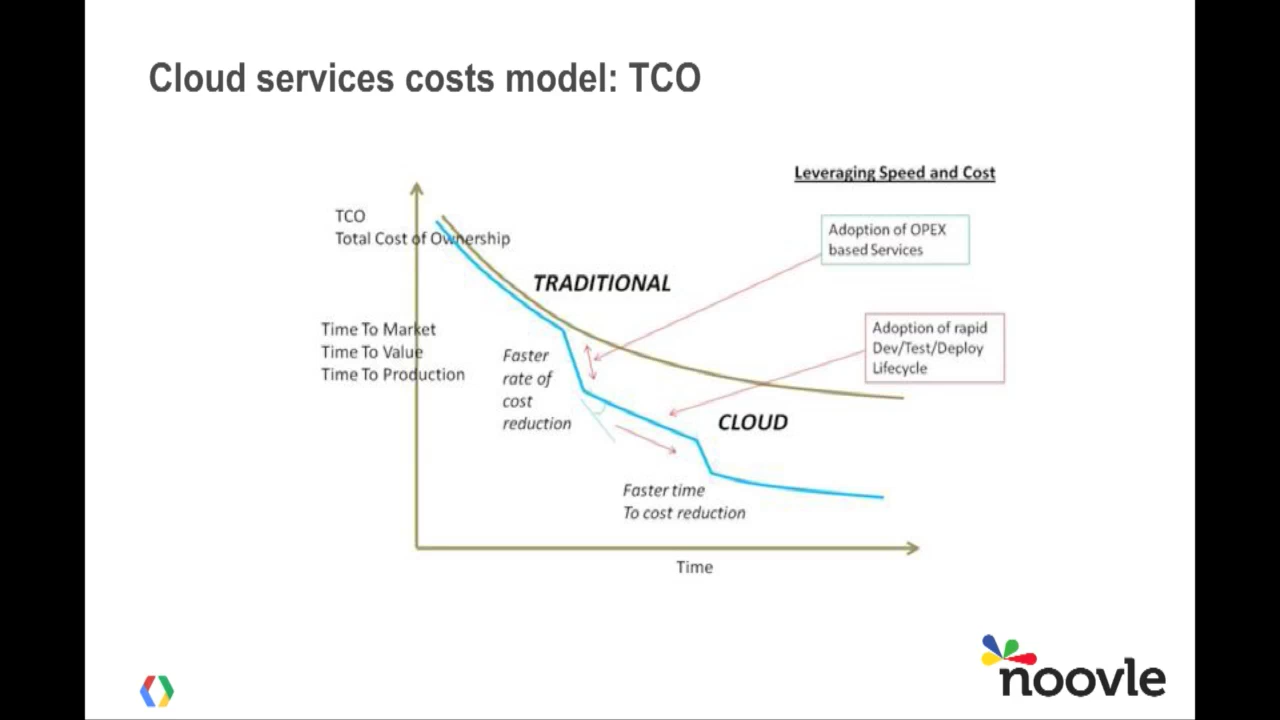 Cloud services costs model: TCO
Leveraging Speed and Cost
TCO
Total Cost of Ownership
Adoption of OPEX
based Services
TRADITIONAL
Time To Market
Time To Value
Time To Production
Adoption of rapid
Dev/Test/Deploy
Lifecycle
Faster
rate of
cost
reduction
CLOUD
Faster time
To cost reduction
Time
noovle